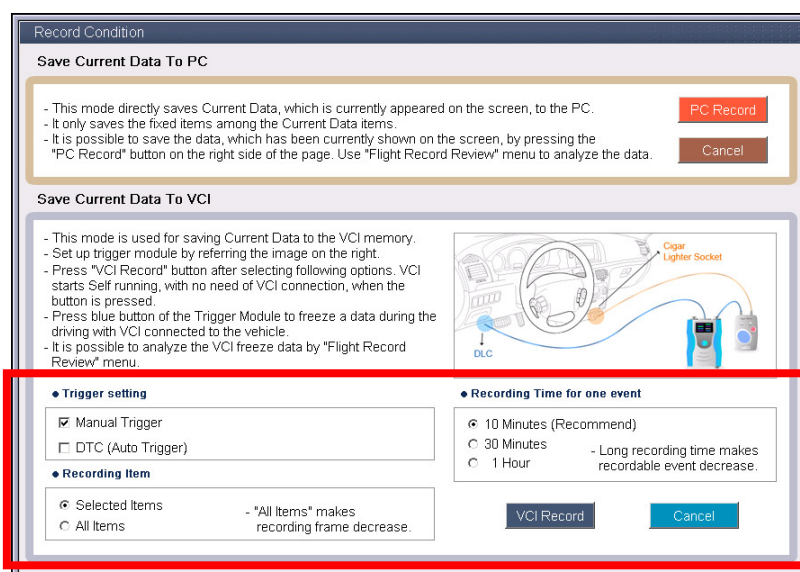 Record Condition
Save Current Data To PC
- This mode directly saves Current Data, which is currently appeared on the screen, to the PC.
- It only saves the fixed items among the Current Data items.
- It is possible to save the data, which has been currently shown on the screen, by pressing the
"PC Record" button on the right side of the page. Use "Flight Record Review" menu to analyze the data.
PC Record
Cancel
Save Current Data To VCI
- This mode is used for saving Current Data to the VCI memory.
- Set up trigger module by referring the image on the right.
- Press "VCI Record" button after selecting following options. VCI
starts Self running, with no need of VCI connection, when the
button is pressed.
- Press blue button of the Trigger Module to freeze a data during the
driving with VCI connected to the vehicle.
- It is possible to analyze the VCI freeze data by "Flight Record
Review" menu.
Cigar
Lighter Socket
DLC
Trigger setting
Manual Trigger
DTC (Auto Trigger)
Recording Item
Selected Items
All Items
- "All Items" makes
recording frame decrease.
Recording Time for one event
10 Minutes (Recommend)
30 Minutes
1 Hour
- Long recording time makes
recordable event decrease.
VCI Record
Cancel